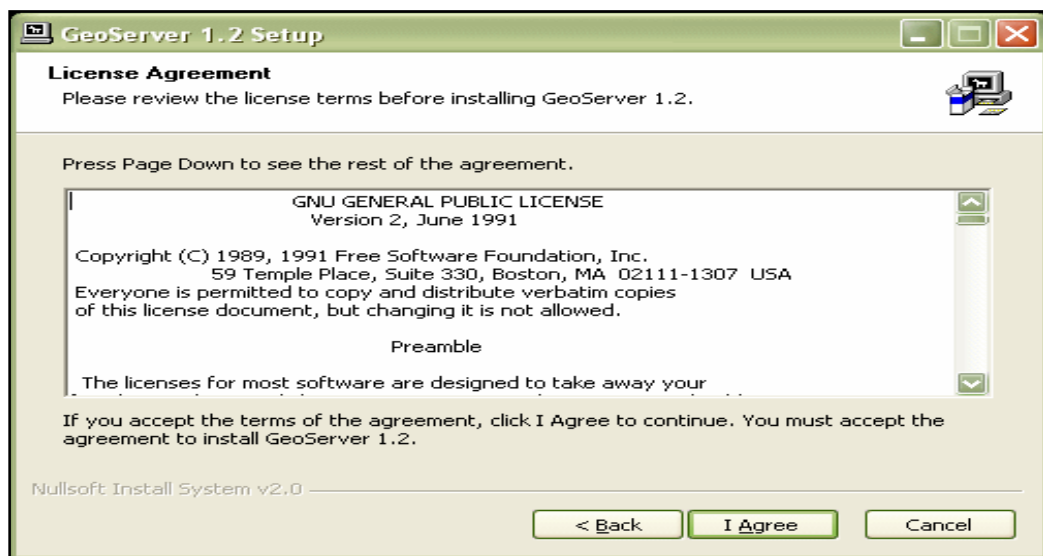 GeoServer 1.2 Setup
License Agreement
Please review the license terms before installing GeoServer 1.2.
Press Page Down to see the rest of the agreement.
GNU GENERAL PUBLIC LICENSE
Version 2, June 1991
Copyright (C) 1989, 1991 Free Software Foundation, Inc.
59 Temple Place, Suite 330, Boston, MA 02111-1307 USA
Everyone is permitted to copy and distribute verbatim copies
of this license document, but changing it is not allowed.
Preamble
The licenses for most software are designed to take away your
If you accept the terms of the agreement, click I Agree to continue. You must accept the
agreement to install GeoServer 1.2.
Nullsoft Install System v2.0
< Back I Agree Cancel